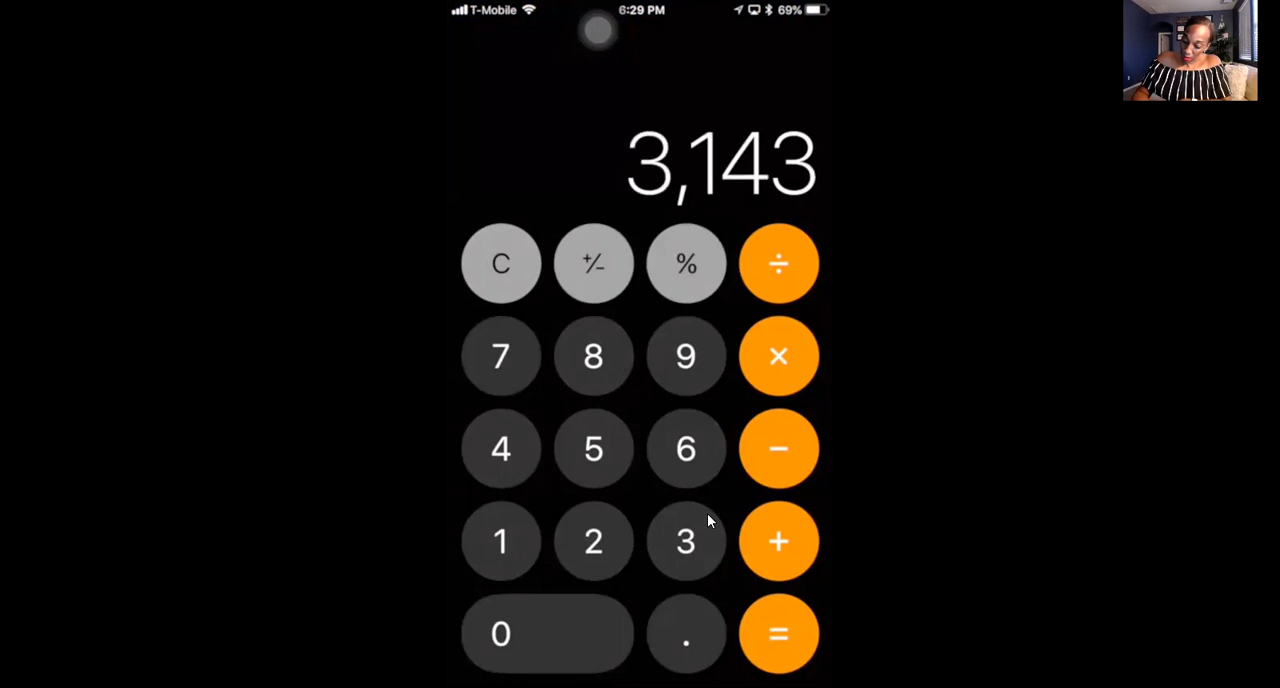 T-Mobile 6:29 PM 69%
3,143
C +/- % ÷
7 8 9 ×
4 5 6 −
1 2 3 +
0 . =